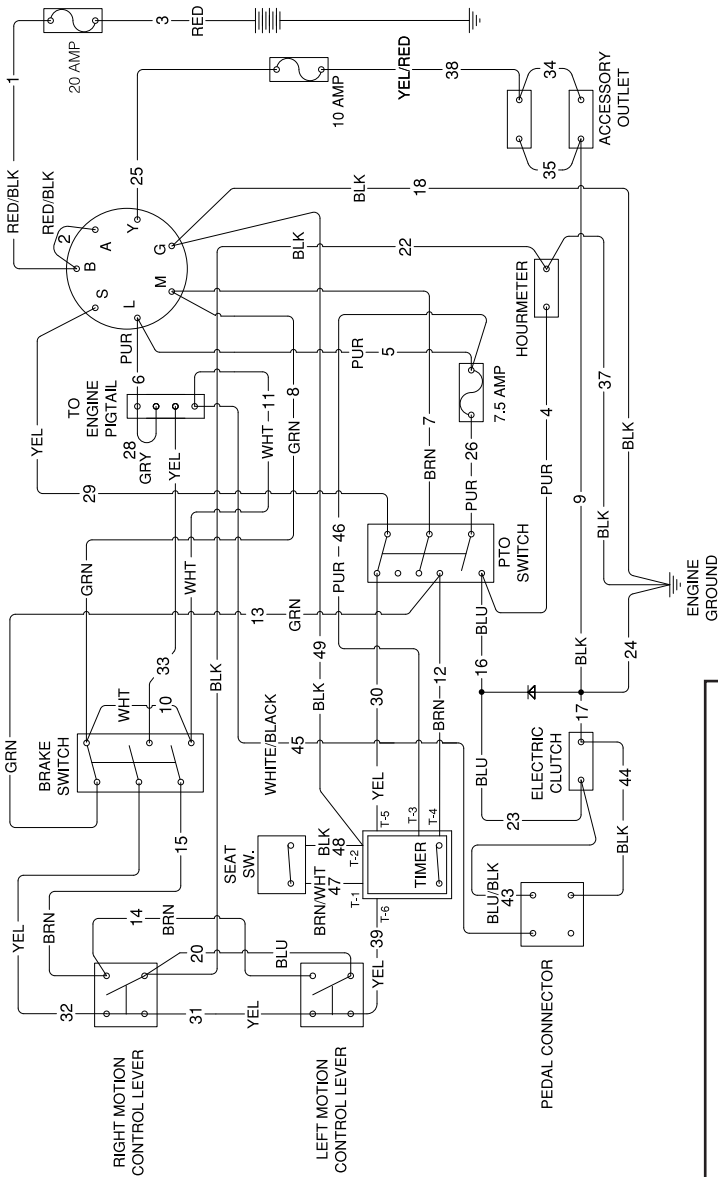 1
RED/BLK
20 AMP
3
RED
2
RED/BLK
B
A
S
Y
L
G
M
25
10 AMP
YEL/RED
38
34
35
ACCESSORY
OUTLET
BLK
18
BLK
22
HOURMETER
PUR
6
TO
ENGINE
PIGTAIL
28
GRY
YEL
WHT
11
GRN
8
PUR
5
7.5 AMP
BRN
7
PUR
26
PUR
46
PUR
4
37
BLK
9
BLK
BLK
YEL
29
GRN
WHT
PTO
SWITCH
ENGINE
GROUND
13
GRN
GRN
BRAKE
SWITCH
WHT
10
33
BLK
WHITE/BLACK
45
BLK
49
YEL
30
BRN
12
16
BLU
BLU
BLK
24
17
ELECTRIC
CLUTCH
23
44
BLK
SEAT
SW.
BLK
48
BRN/WHT
47
T-5
T-3
T-4
T-2
T-1
T-6
TIMER
15
YEL
BRN
14
BRN
20
BLU
YEL
39
BLU/BLK
43
32
31
YEL
RIGHT MOTION
CONTROL LEVER
LEFT MOTION
CONTROL LEVER
PEDAL CONNECTOR